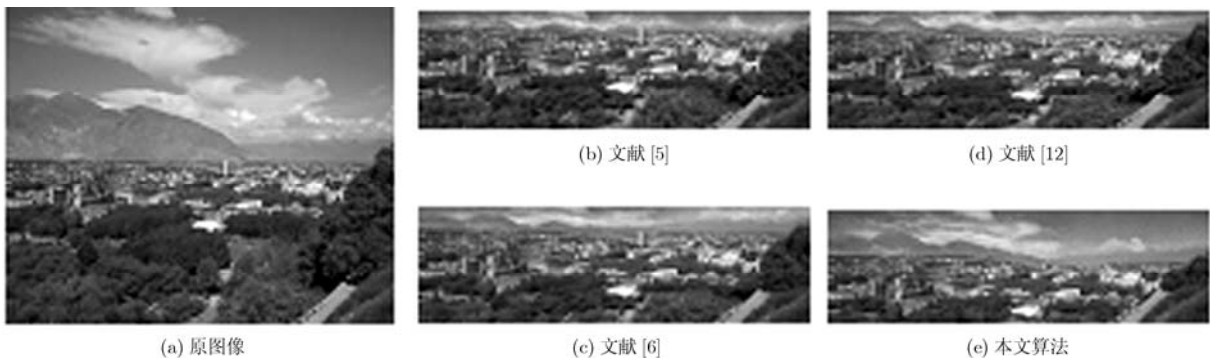 (b) 文献 [5]
(d) 文献 [12]
(a) 原图像
(c) 文献 [6]
(e) 本文算法